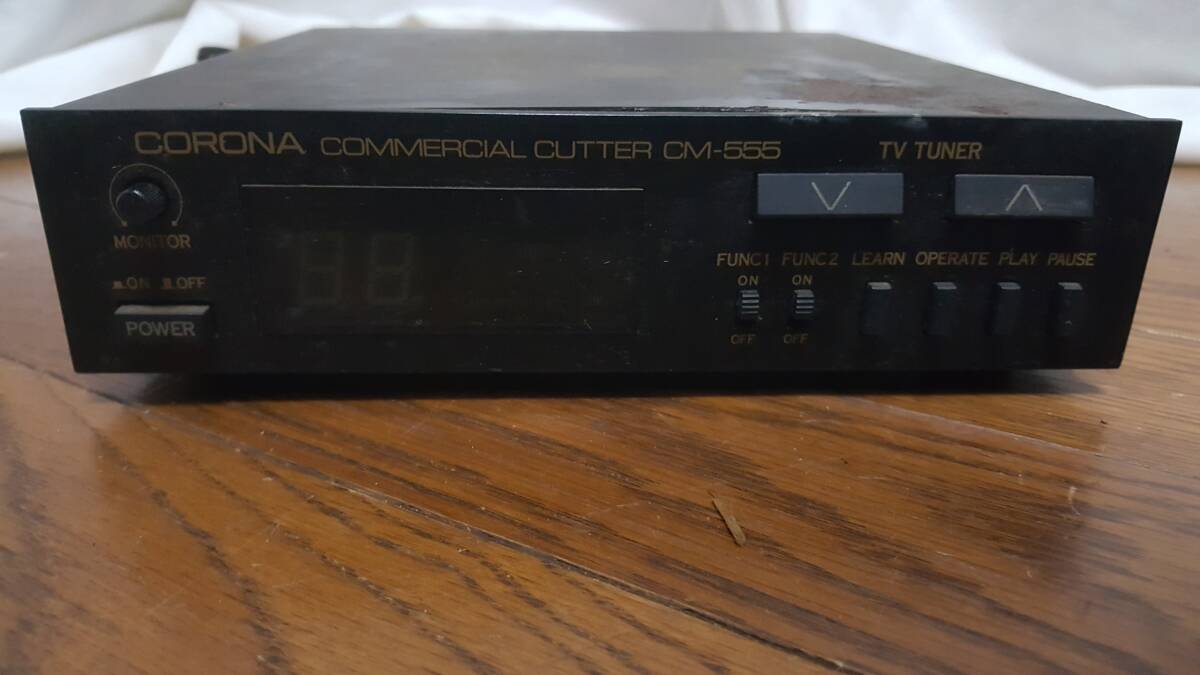 CORONA COMMERCIAL CUTTER CM-555
TV TUNER
MONITOR
ON OFF
POWER
FUNC1 FUNC2 LEARN OPERATE PLAY PAUSE
ON ON
OFF OFF